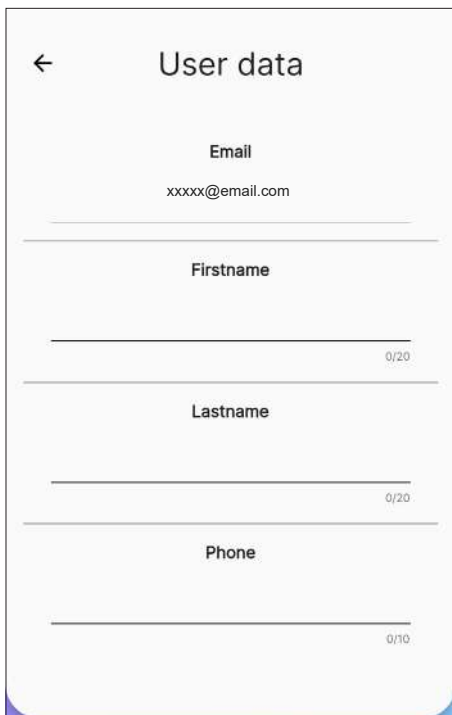 User data
Email
xxxxx@email.com
Firstname
0/20
Lastname
0/20
Phone
0/10